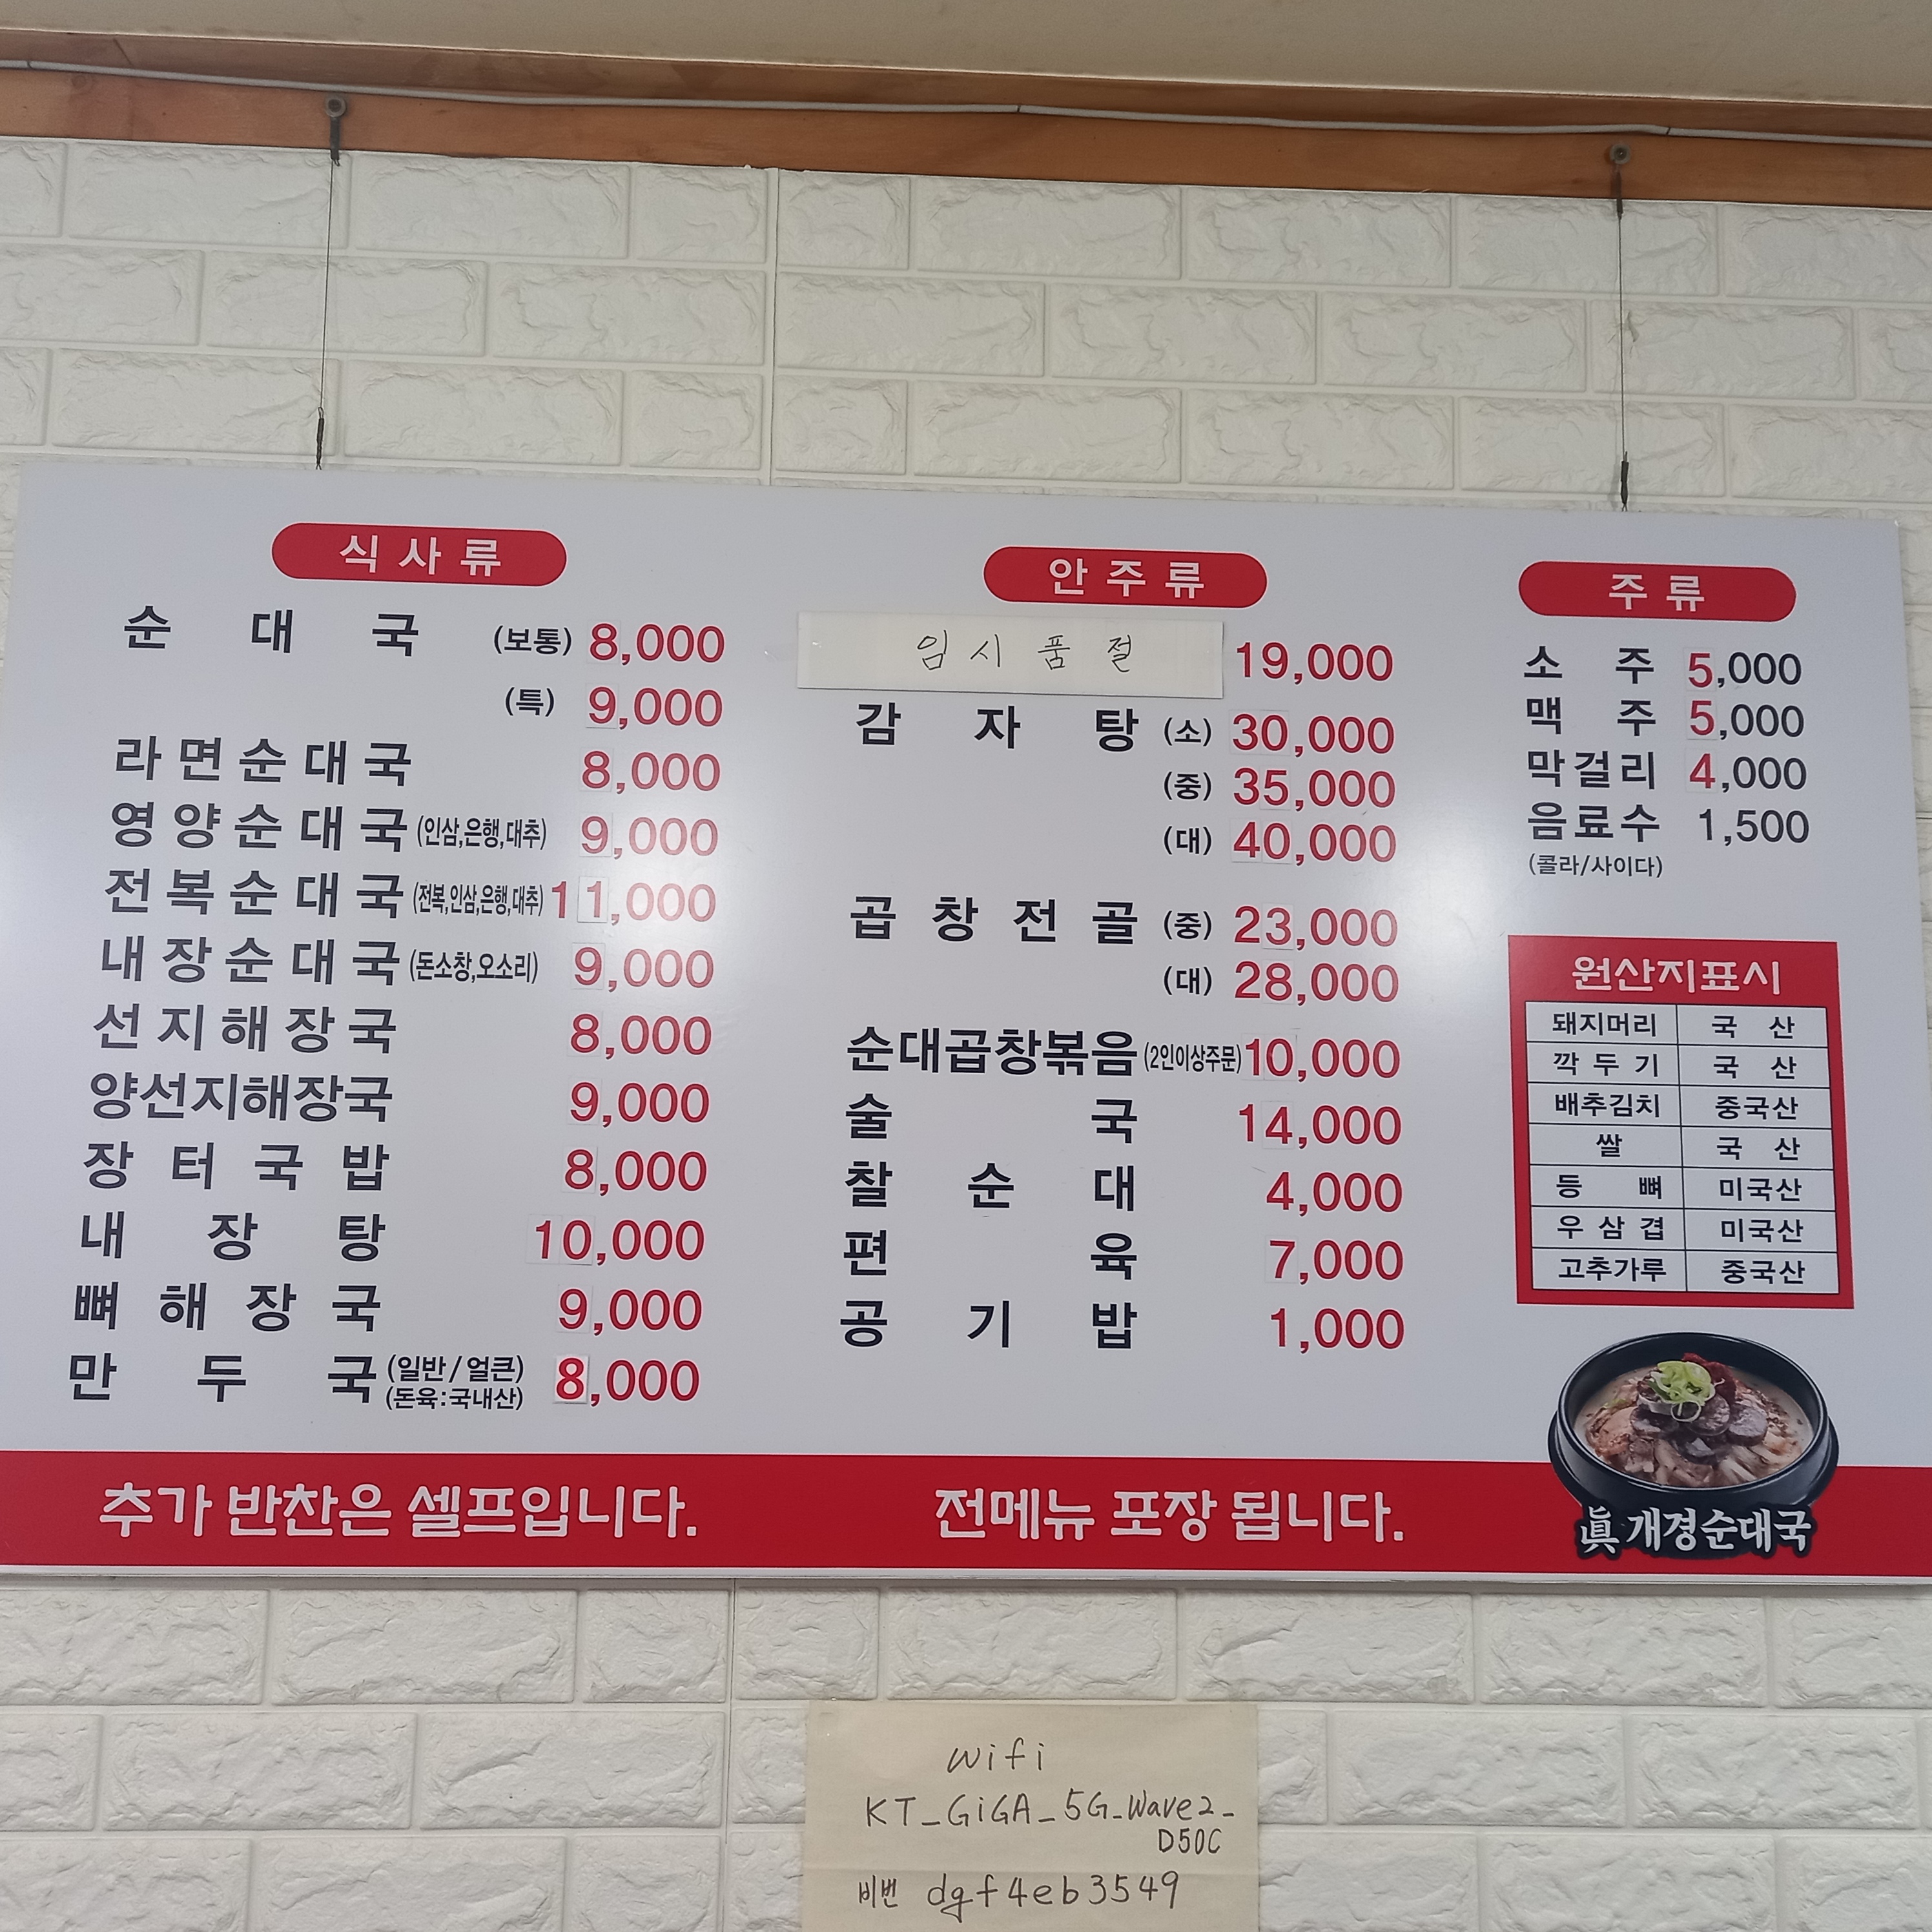 식사류
순대국 (보통) 8,000
(특) 9,000
라면순대국 8,000
영양순대국 (인삼,은행,대추) 9,000
전복순대국 (전복,인삼,은행,대추) 11,000
내장순대국 (돈소창,오소리) 9,000
선지해장국 8,000
양선지해장국 9,000
장터국밥 8,000
내장탕 10,000
뼈해장국 9,000
만두국 (일반/얼큰) 8,000
(돈육:국내산)
안주류
임시품절 19,000
감자탕 (소) 30,000
(중) 35,000
(대) 40,000
곱창전골 (중) 23,000
(대) 28,000
순대곱창볶음 (2인이상주문) 10,000
술국 14,000
찰순대 4,000
편육 7,000
공기밥 1,000
주류
소주 5,000
맥주 5,000
막걸리 4,000
음료수 1,500
(콜라/사이다)
원산지표시
돼지머리 국산
깍두기 국산
배추김치 중국산
쌀 국산
등뼈 미국산
우삼겹 미국산
고추가루 중국산
추가 반찬은 셀프입니다.
전메뉴 포장 됩니다.
眞 개경순대국
wifi
KT_GiGA_5G_Wave2_
D50C
비번 dgf4eb3549